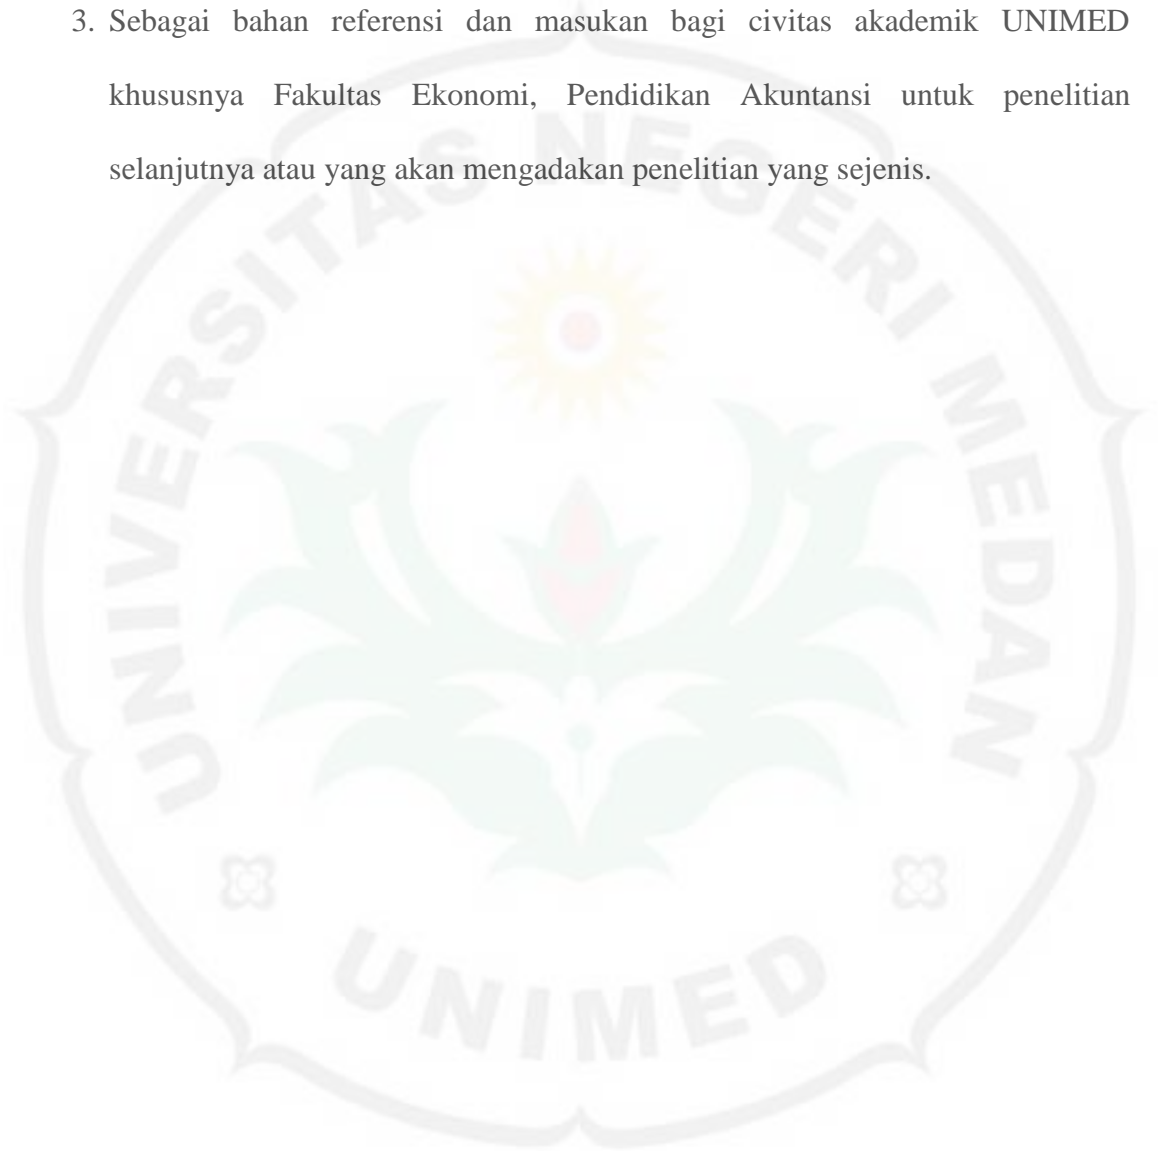 3. Sebagai bahan referensi dan masukan bagi civitas akademik UNIMED
khususnya Fakultas Ekonomi, Pendidikan Akuntansi untuk penelitian
selanjutnya atau yang akan mengadakan penelitian yang sejenis.
UNIVERSITAS NEGERI MEDAN
UNIMED